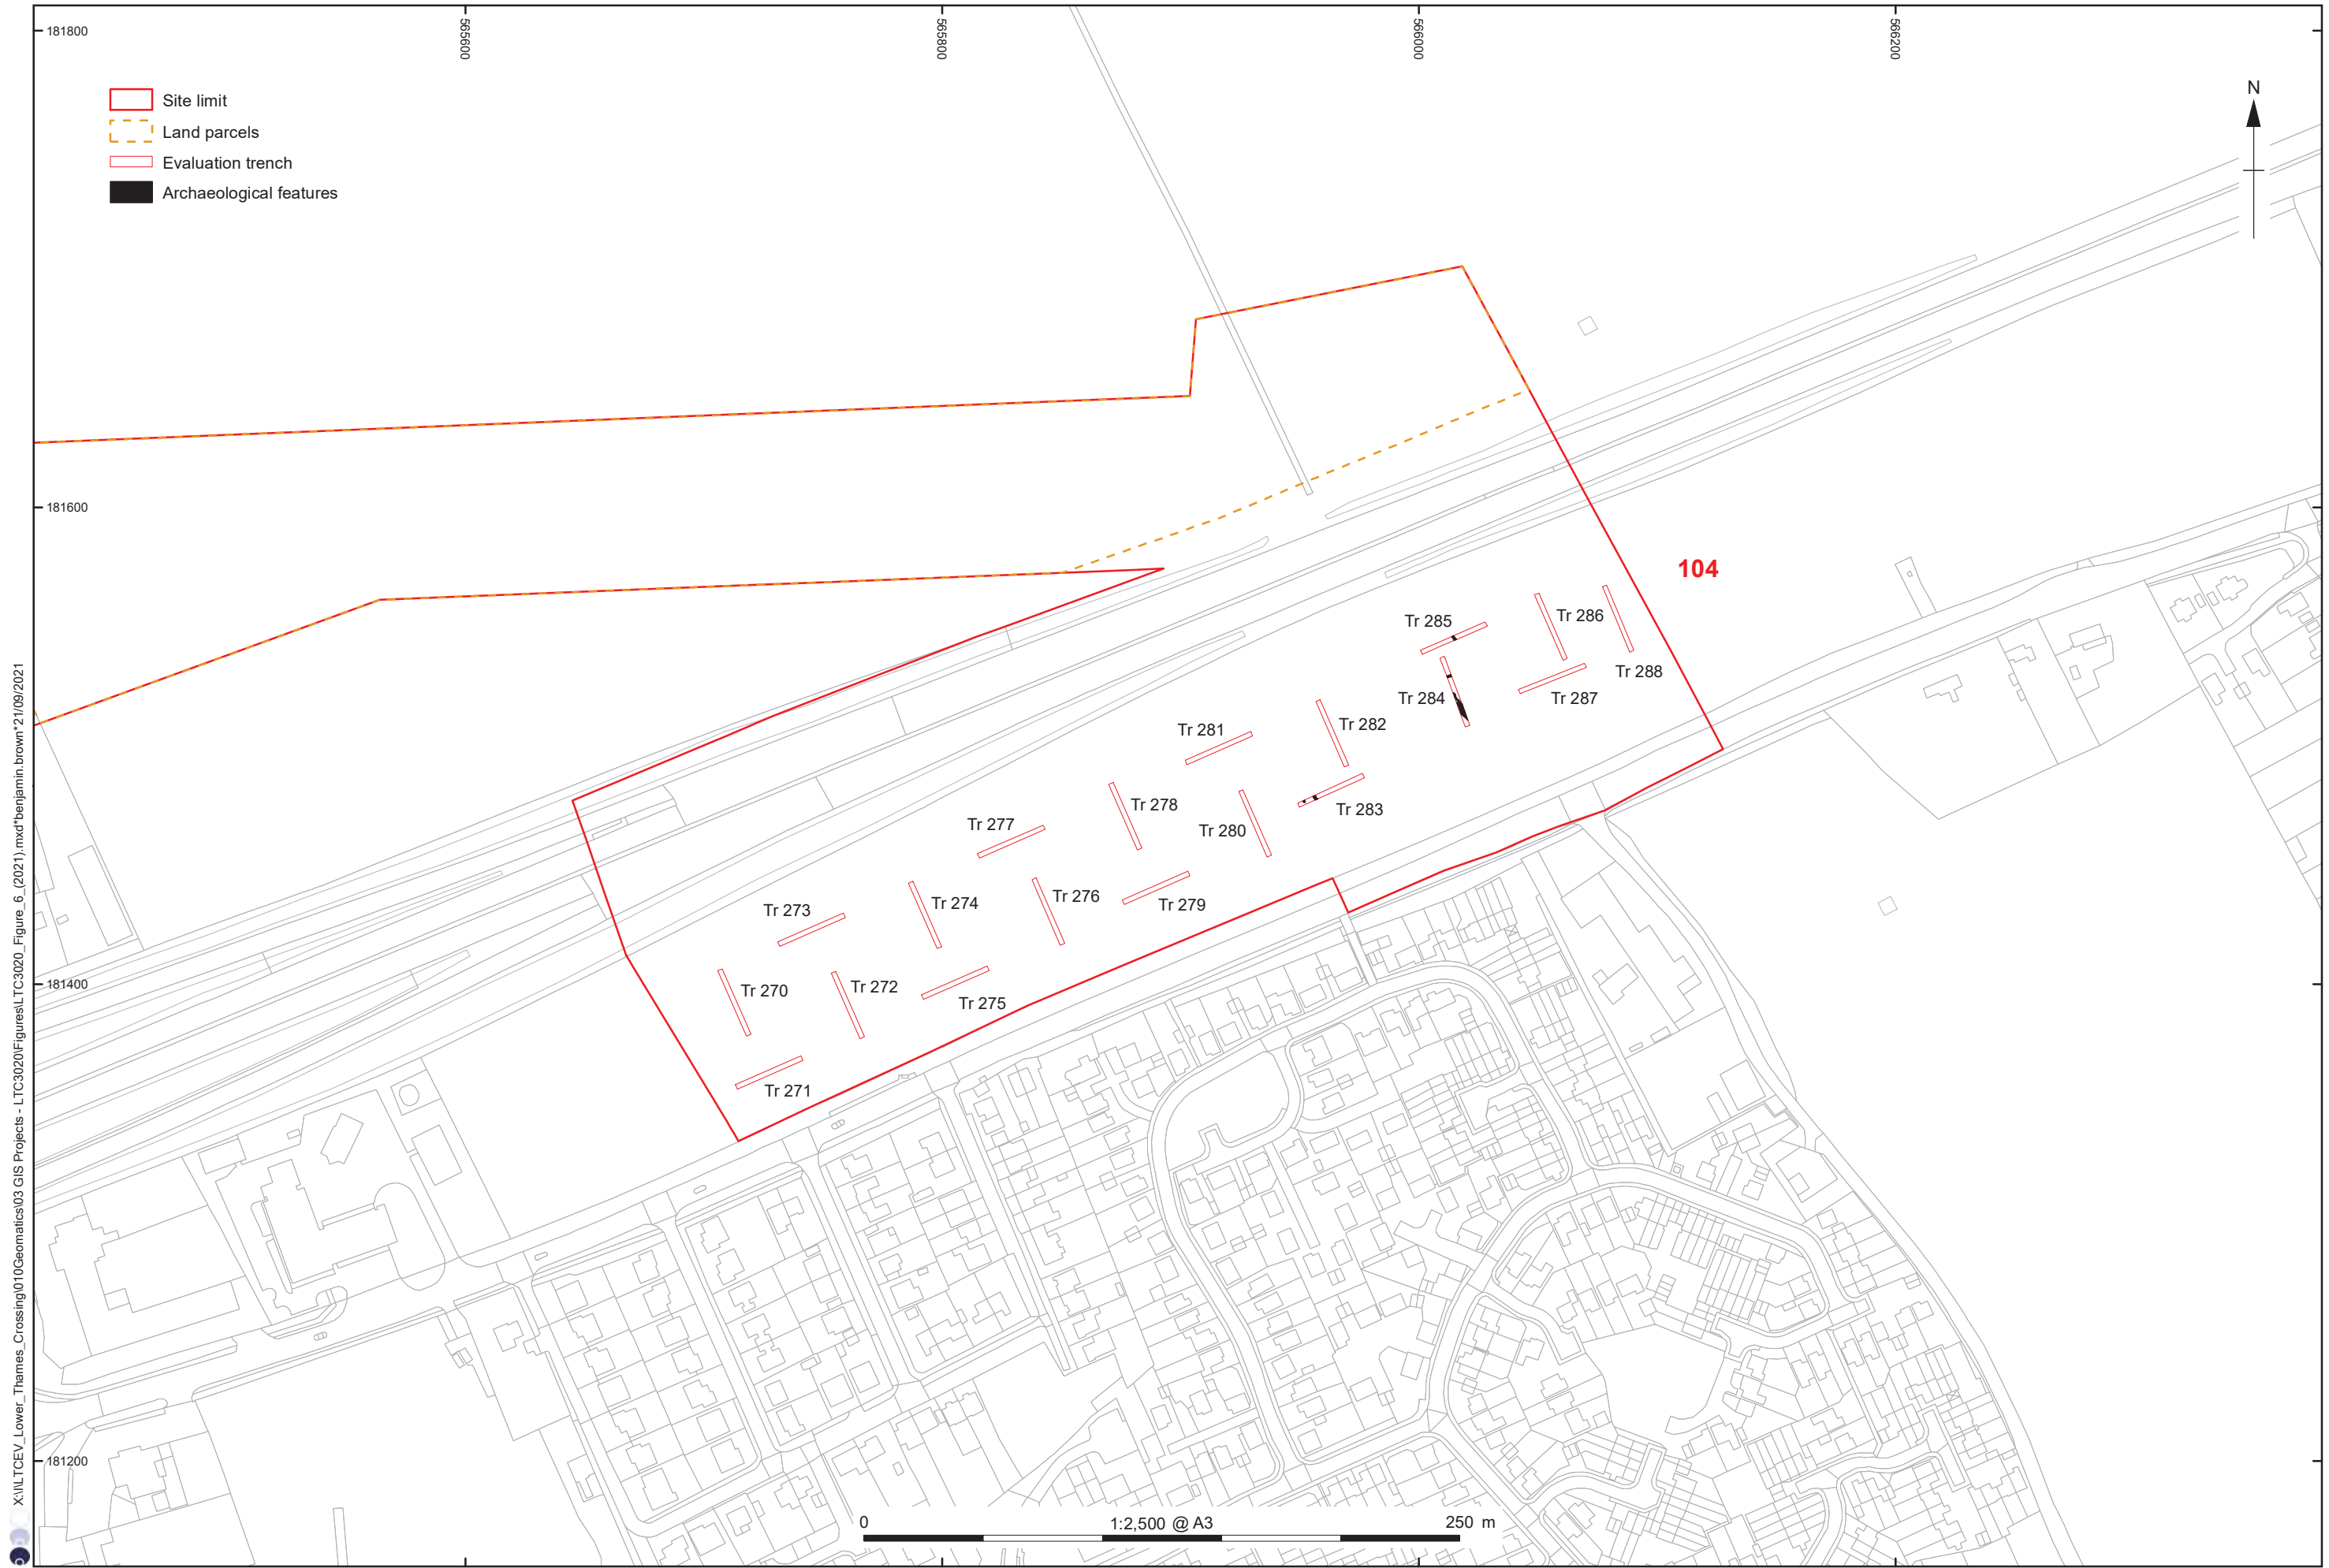 565600
565800
566000
566200
181800
Site limit
Land parcels
Evaluation trench
Archaeological features
N
181600
104
Tr 285
Tr 286
Tr 288
Tr 284
Tr 287
Tr 281
Tr 282
Tr 278
Tr 283
Tr 277
Tr 280
Tr 276
Tr 274
Tr 279
Tr 273
181400
Tr 270
Tr 272
Tr 275
Tr 271
181200
0 1:2,500 @ A3 250 m
X:\l\LTCEV_Lower_Thames_Crossing\010Geomatics\03 GIS Projects - LTC3020\Figures\LTC3020_Figure_6_(2021).mxd*benjamin.brown*21/09/2021